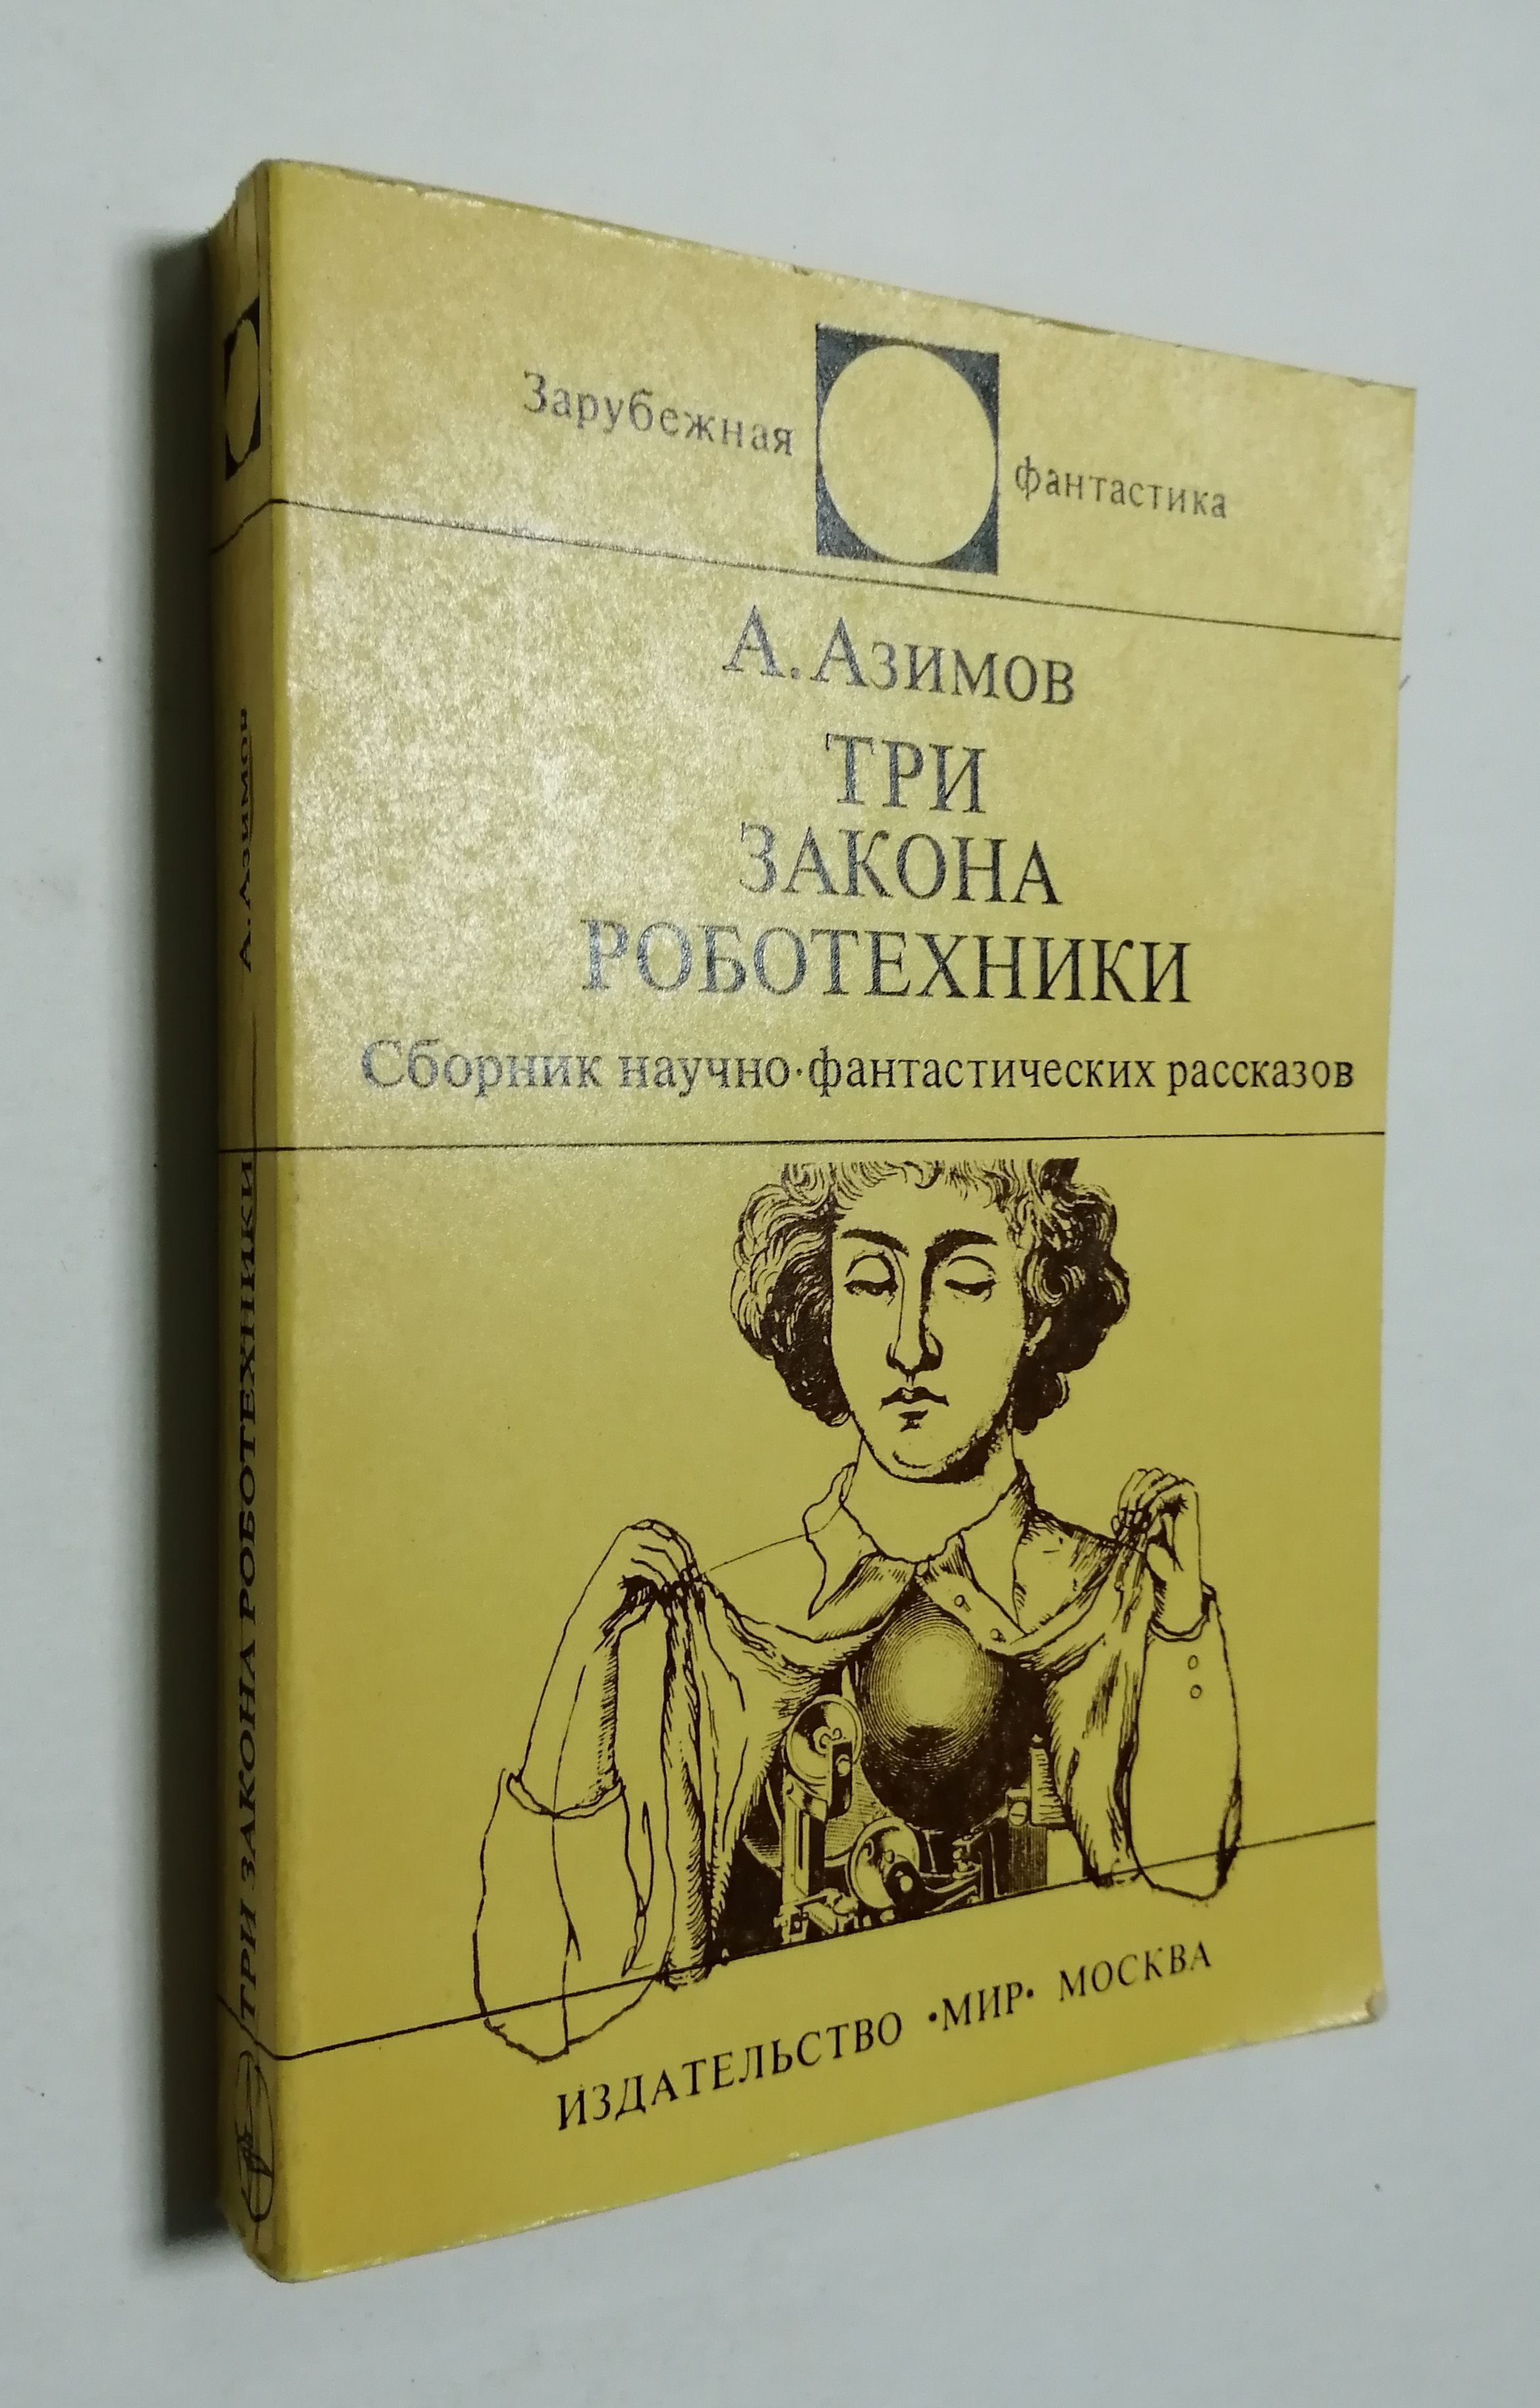 Зарубежная фантастика
А. Азимов
ТРИ
ЗАКОНА
РОБОТЕХНИКИ
Сборник научно-фантастических рассказов
ИЗДАТЕЛЬСТВО «МИР» МОСКВА
А. Азимов ТРИ ЗАКОНА РОБОТЕХНИКИ